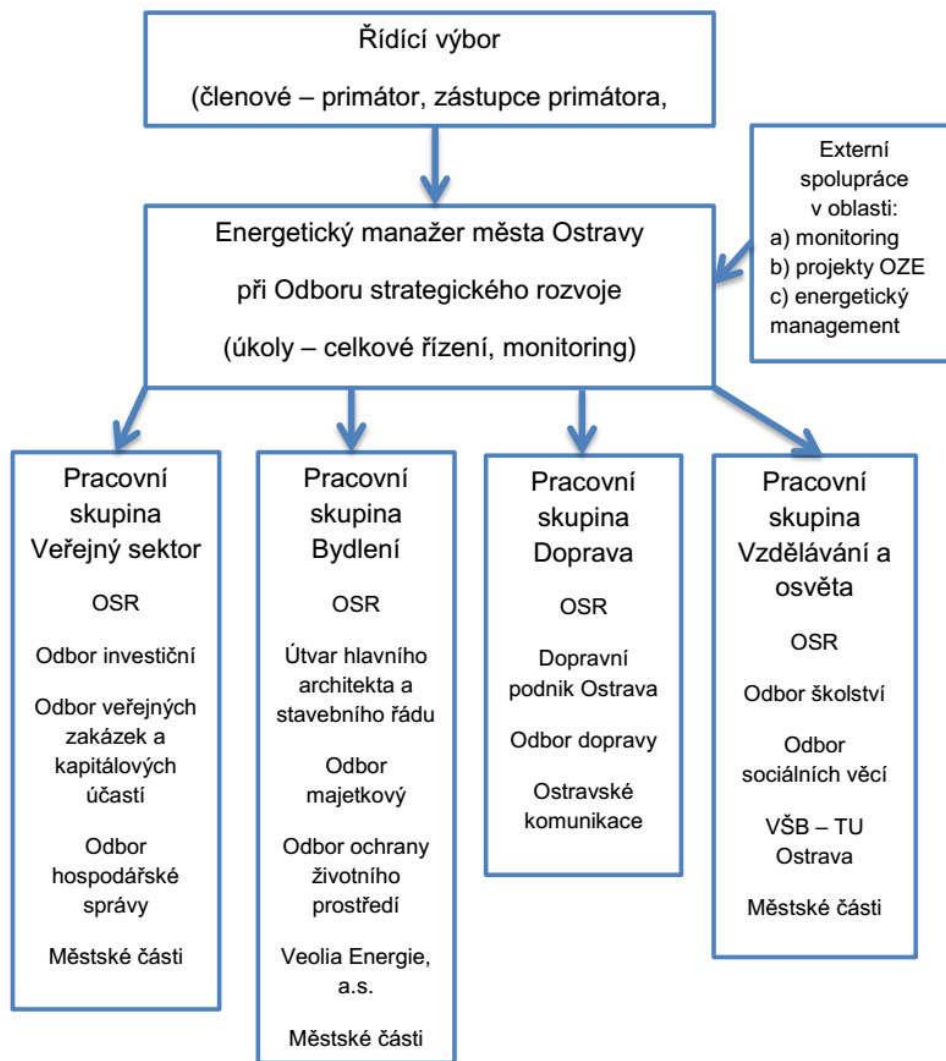 Řídící výbor
(členové – primátor, zástupce primátora,
Externí
spolupráce
v oblasti:
a) monitoring
b) projekty OZE
c) energetický
management
Energetický manažer města Ostravy
při Odboru strategického rozvoje
(úkoly – celkové řízení, monitoring)
Pracovní
skupina
Veřejný sektor
OSR
Odbor investiční
Odbor veřejných
zakázek a
kapitálových
účastí
Odbor
hospodářské
správy
Městské části
Pracovní
skupina
Bydlení
OSR
Útvar hlavního
architekta a
stavebního řádu
Odbor
majetkový
Odbor ochrany
životního
prostředí
Veolia Energie,
a.s.
Městské části
Pracovní
skupina
Doprava
OSR
Dopravní
podnik Ostrava
Odbor dopravy
Ostravské
komunikace
Pracovní
skupina
Vzdělávání a
osvěta
OSR
Odbor školství
Odbor
sociálních věcí
VŠB – TU
Ostrava
Městské části